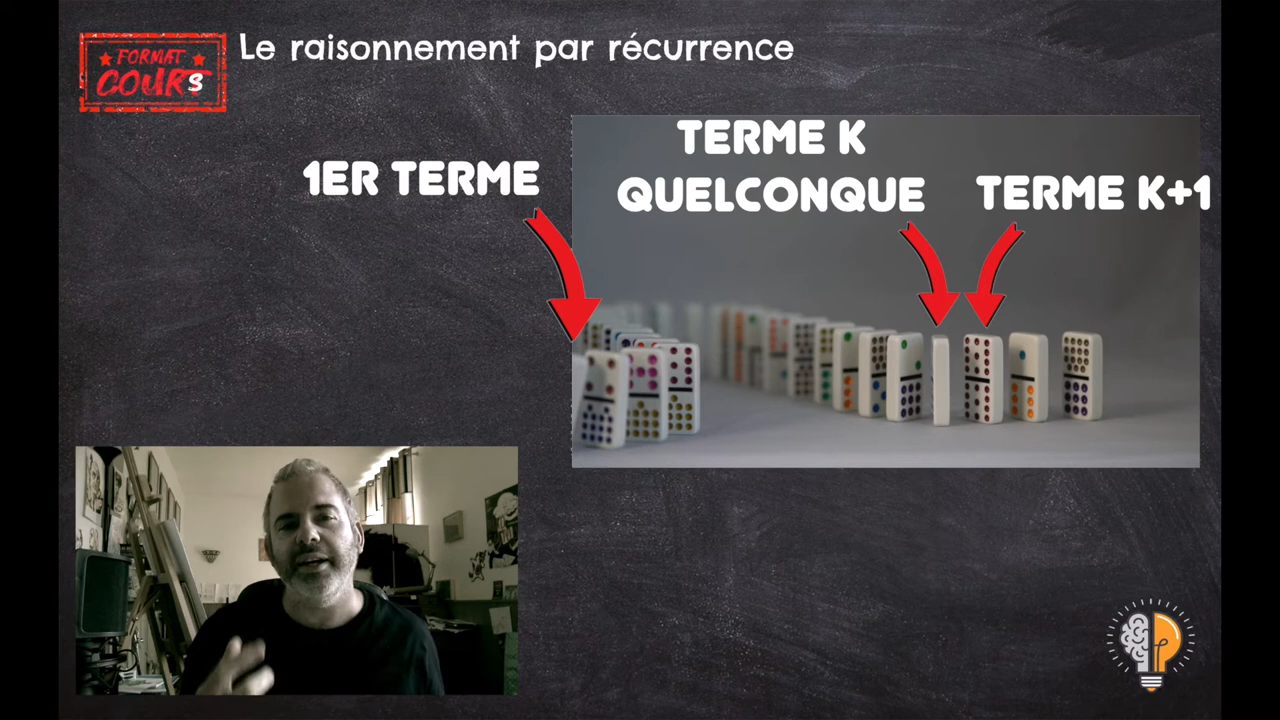 FORMAT
COURS
Le raisonnement par récurrence
1ER TERME
TERME K
QUELCONQUE
TERME K+1